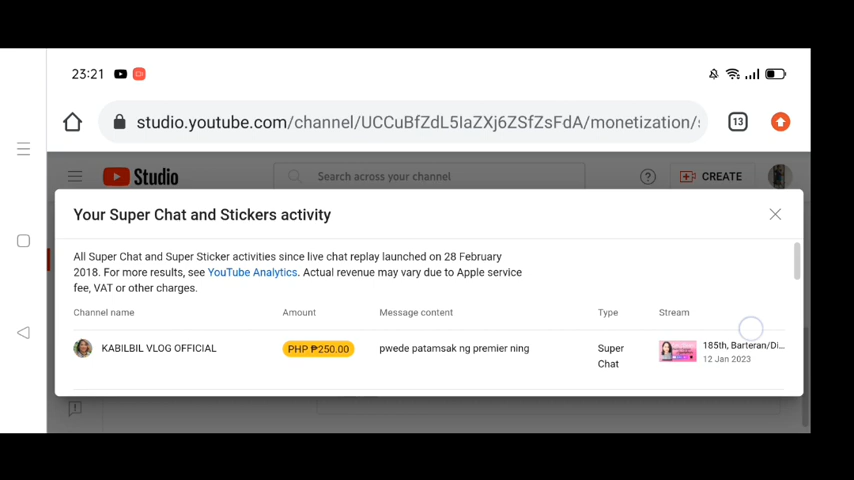 23:21
studio.youtube.com/channel/UCCuBfZdL5IaZXj6ZSfZsFdA/monetization/
13
Studio
Search across your channel
CREATE
Your Super Chat and Stickers activity
All Super Chat and Super Sticker activities since live chat replay launched on 28 February
2018. For more results, see YouTube Analytics. Actual revenue may vary due to Apple service
fee, VAT or other charges.
Channel name Amount Message content Type Stream
KABILBIL VLOG OFFICIAL PHP ₱250.00 pwede patamsak ng premier ning Super Chat 185th, Barteran/Di...
12 Jan 2023